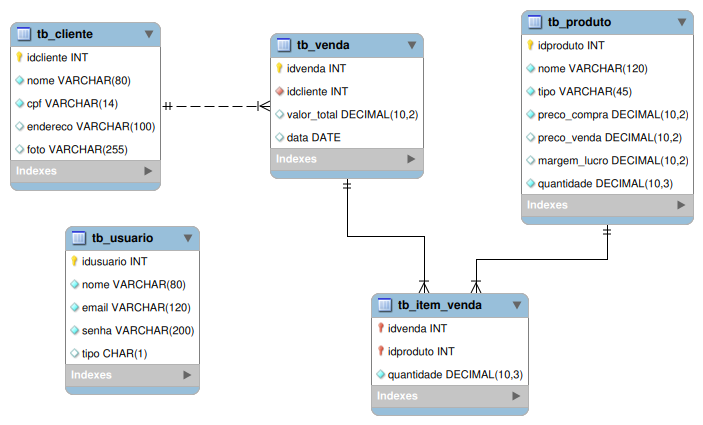 tb_cliente
idcliente INT
nome VARCHAR(80)
cpf VARCHAR(14)
endereco VARCHAR(100)
foto VARCHAR(255)
Indexes
tb_venda
idvenda INT
idcliente INT
valor_total DECIMAL(10,2)
data DATE
Indexes
tb_produto
idproduto INT
nome VARCHAR(120)
tipo VARCHAR(45)
preco_compra DECIMAL(10,2)
preco_venda DECIMAL(10,2)
margem_lucro DECIMAL(10,2)
quantidade DECIMAL(10,3)
Indexes
tb_usuario
idusuario INT
nome VARCHAR(80)
email VARCHAR(120)
senha VARCHAR(200)
tipo CHAR(1)
Indexes
tb_item_venda
idvenda INT
idproduto INT
quantidade DECIMAL(10,3)
Indexes